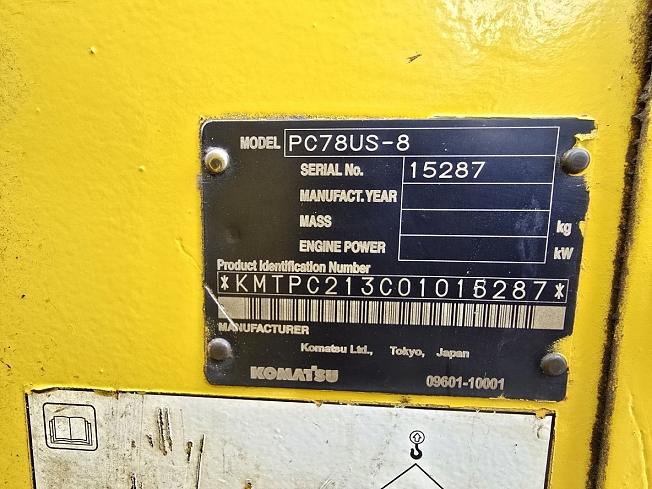 MODEL PC78US-8
SERIAL No. 15287
MANUFACT. YEAR
MASS kg
ENGINE POWER kW
Product Identification Number
*KMTPC213C01015287*
MANUFACTURER
Komatsu Ltd., Tokyo, Japan
KOMATSU 09601-10001